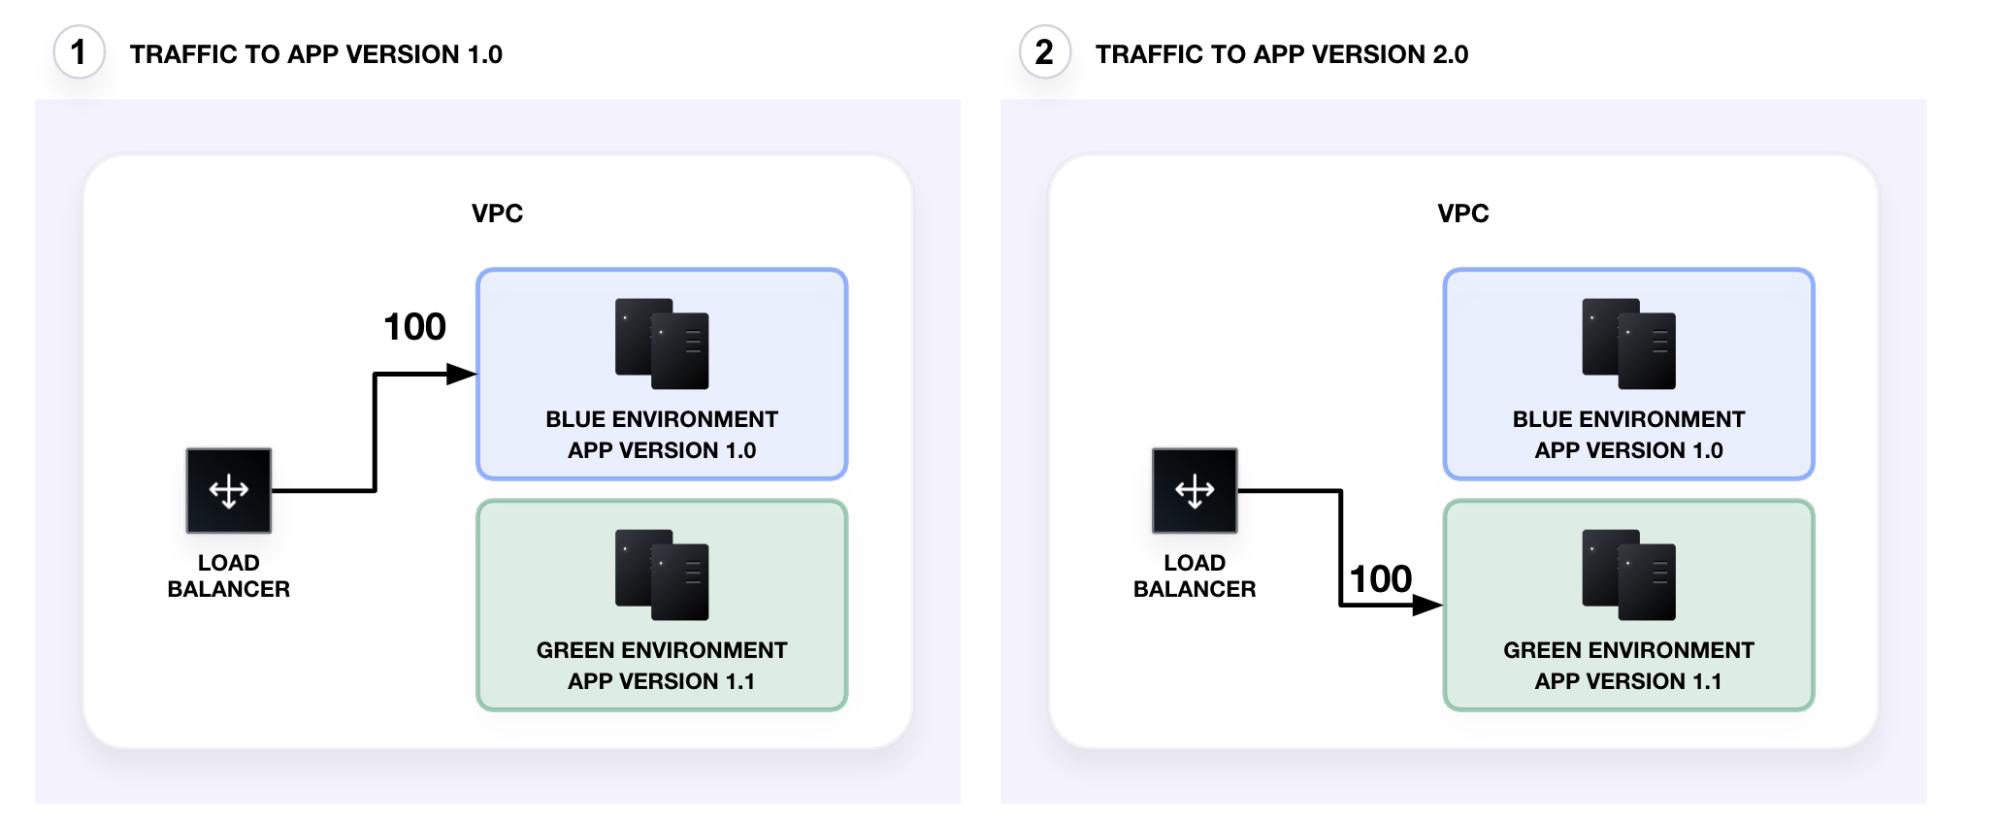 1
TRAFFIC TO APP VERSION 1.0
VPC
100
BLUE ENVIRONMENT
APP VERSION 1.0
LOAD
BALANCER
GREEN ENVIRONMENT
APP VERSION 1.1
2
TRAFFIC TO APP VERSION 2.0
VPC
BLUE ENVIRONMENT
APP VERSION 1.0
LOAD
BALANCER
100
GREEN ENVIRONMENT
APP VERSION 1.1